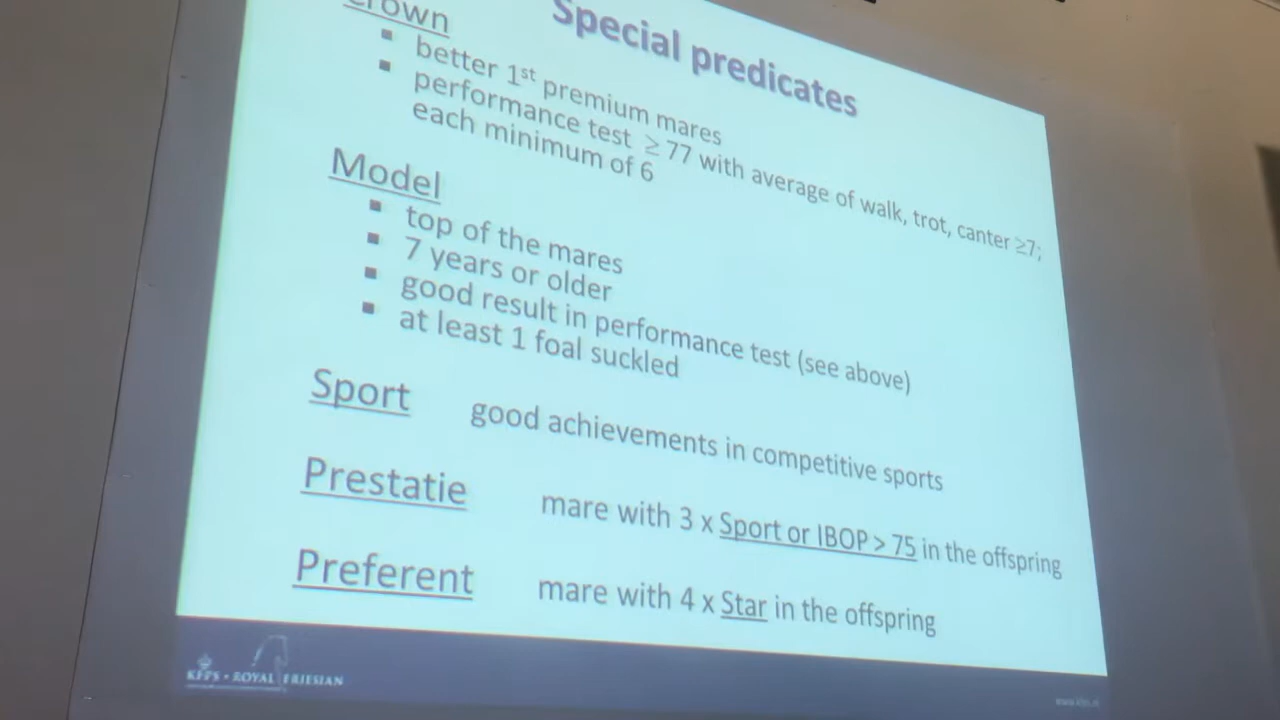 Special predicates
Crown
▪ better 1st premium mares
▪ performance test ≥ 77 with average of walk, trot, canter ≥7;
each minimum of 6
Model
▪ top of the mares
▪ 7 years or older
▪ good result in performance test (see above)
▪ at least 1 foal suckled
Sport good achievements in competitive sports
Prestatie mare with 3 x Sport or IBOP > 75 in the offspring
Preferent mare with 4 x Star in the offspring
KFPS • ROYAL FRIESIAN